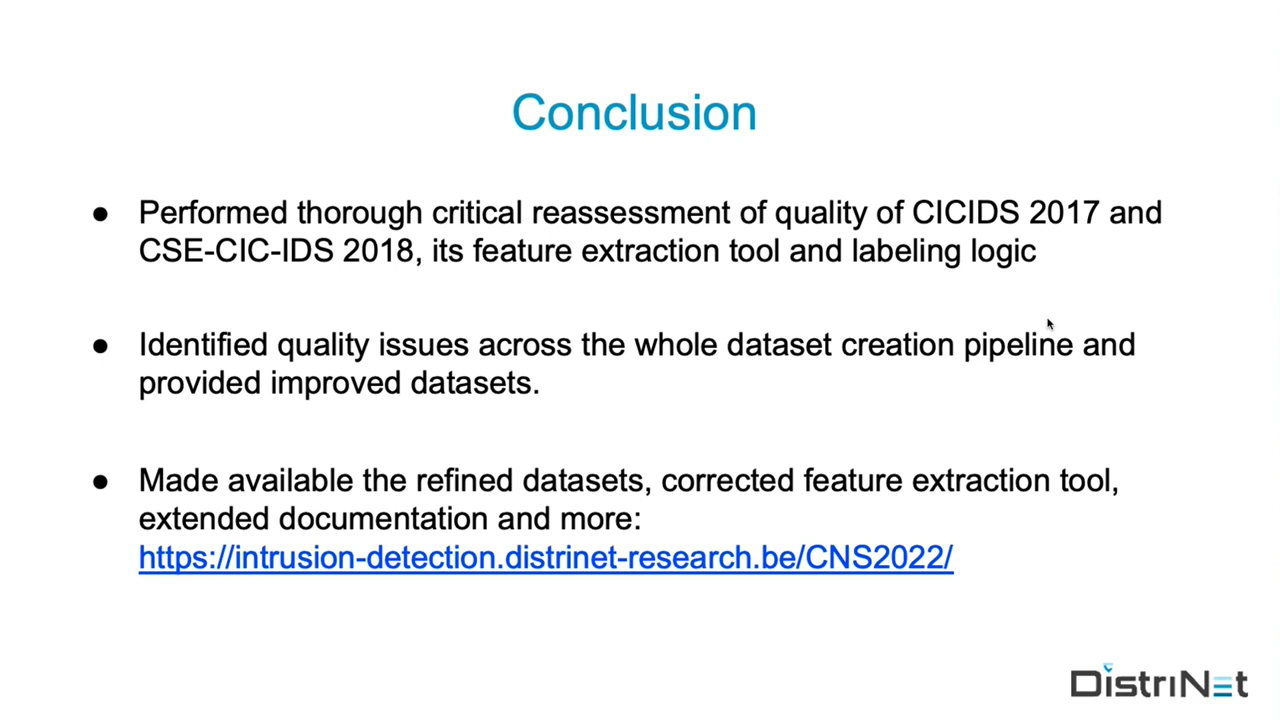 Conclusion
● Performed thorough critical reassessment of quality of CICIDS 2017 and
CSE-CIC-IDS 2018, its feature extraction tool and labeling logic
● Identified quality issues across the whole dataset creation pipeline and
provided improved datasets.
● Made available the refined datasets, corrected feature extraction tool,
extended documentation and more:
https://intrusion-detection.distrinet-research.be/CNS2022/
DistriNet